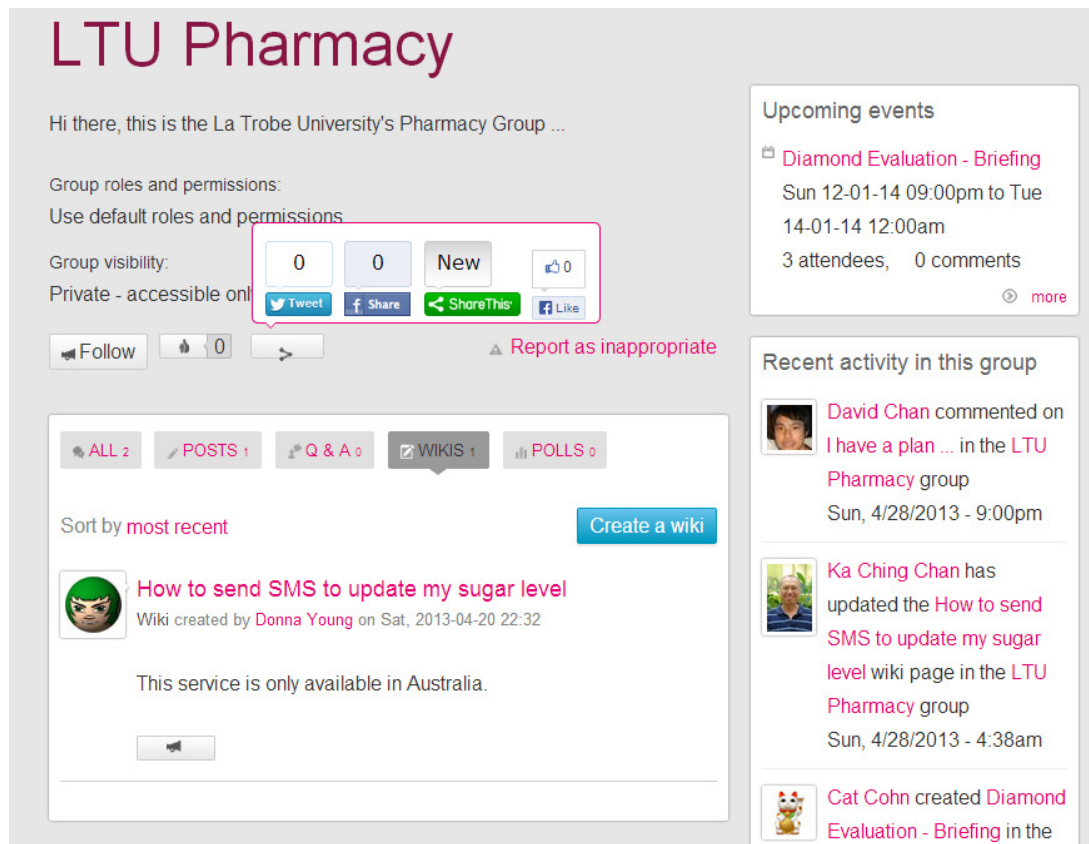 LTU Pharmacy
Hi there, this is the La Trobe University's Pharmacy Group ...
Group roles and permissions:
Use default roles and permissions
Group visibility:
Private - accessible onl
0
0
New
0
Tweet
Share
ShareThis
Like
Follow
0
Report as inappropriate
ALL 2
POSTS 1
Q & A 0
WIKIS 1
POLLS 0
Sort by most recent
Create a wiki
How to send SMS to update my sugar level
Wiki created by Donna Young on Sat, 2013-04-20 22:32
This service is only available in Australia.
Upcoming events
Diamond Evaluation - Briefing
Sun 12-01-14 09:00pm to Tue
14-01-14 12:00am
3 attendees, 0 comments
more
Recent activity in this group
David Chan commented on
I have a plan ... in the LTU
Pharmacy group
Sun, 4/28/2013 - 9:00pm
Ka Ching Chan has
updated the How to send
SMS to update my sugar
level wiki page in the LTU
Pharmacy group
Sun, 4/28/2013 - 4:38am
Cat Cohn created Diamond
Evaluation - Briefing in the